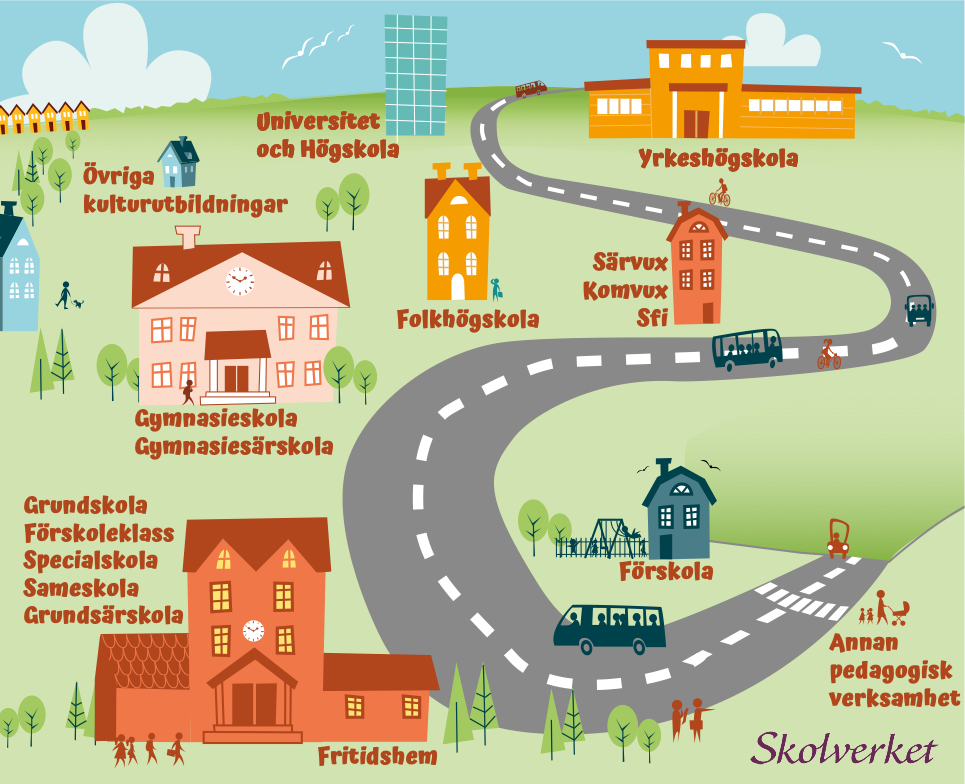 Universitet
och Högskola
Yrkeshögskola
Övriga
kulturutbildningar
Särvux
Komvux
Sfi
Folkhögskola
Gymnasieskola
Gymnasiesärskola
Grundskola
Förskoleklass
Specialskola
Sameskola
Grundsärskola
Förskola
Annan
pedagogisk
verksamhet
Fritidshem
Skolverket